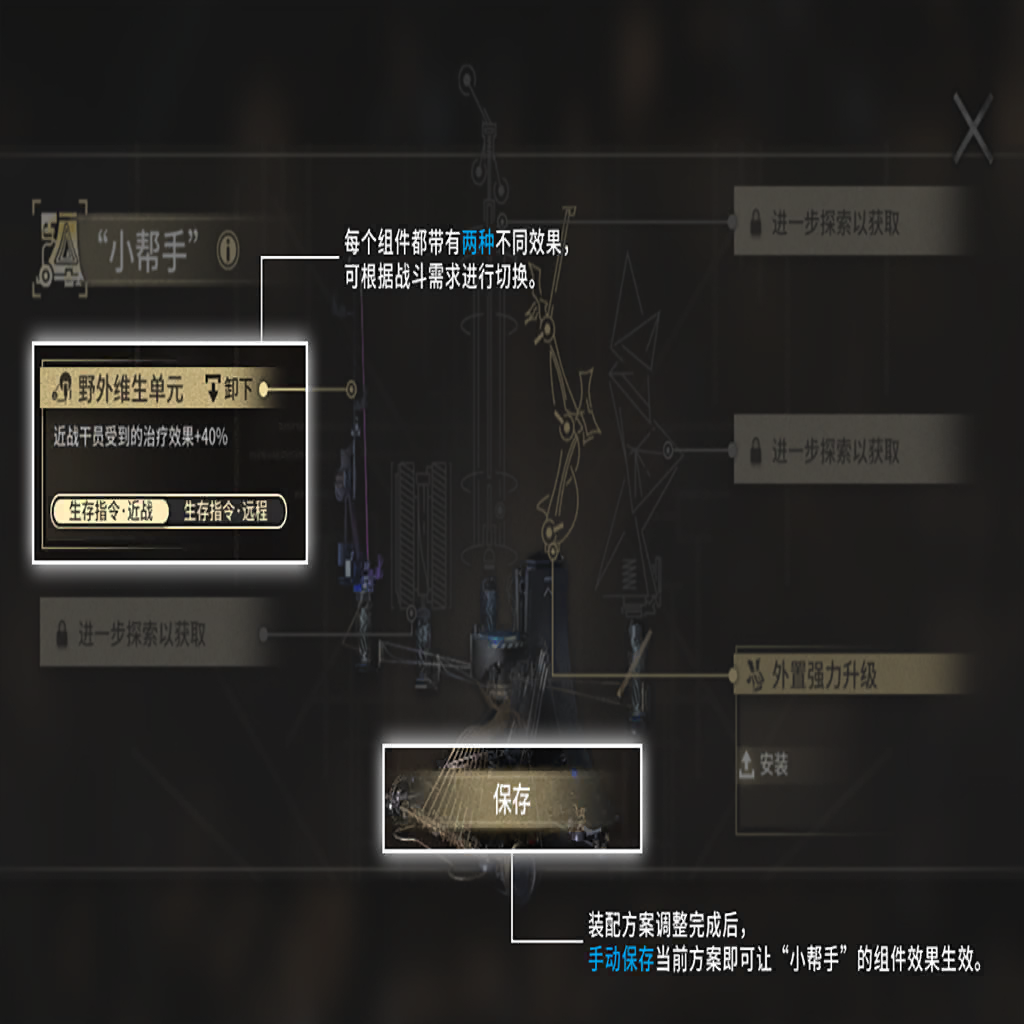 进一步探索以获取
“小帮手”
每个组件都带有两种不同效果，
可根据战斗需求进行切换。
野外维生单元 卸下
近战干员受到的治疗效果+40%
生存指令·近战 生存指令·远程
进一步探索以获取
进一步探索以获取
外置强力升级
安装
保存
装配方案调整完成后，
手动保存当前方案即可让“小帮手”的组件效果生效。